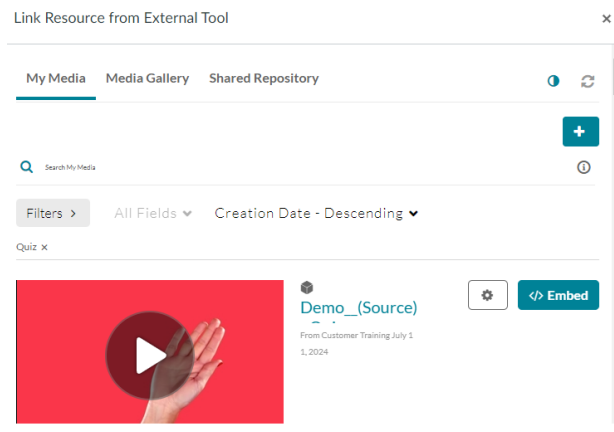 Link Resource from External Tool ×
My Media Media Gallery Shared Repository
+
Search My Media
Filters > All Fields Creation Date - Descending
Quiz ×
Demo__(Source)
</> Embed
From Customer Training July 1
1, 2024